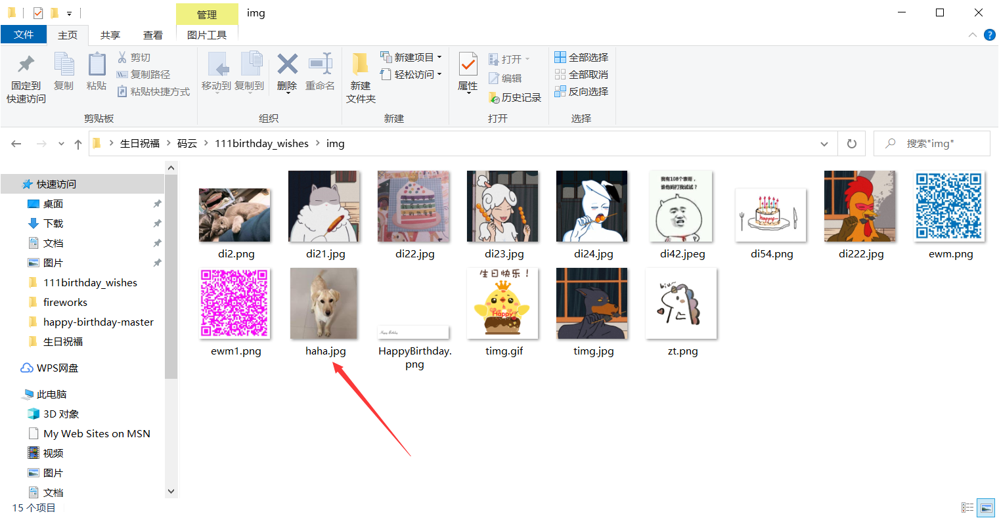 管理
img
文件
主页
共享
查看
图片工具
固定到
快速访问
复制
粘贴
剪切
复制路径
粘贴快捷方式
剪贴板
移动到
复制到
删除
重命名
组织
新建
文件夹
新建项目
轻松访问
新建
属性
打开
编辑
历史记录
打开
全部选择
全部取消
反向选择
选择
生日祝福
码云
111birthday_wishes
img
搜索"img"
快速访问
桌面
下载
文档
图片
111birthday_wishes
fireworks
happy-birthday-master
生日祝福
WPS网盘
此电脑
3D 对象
My Web Sites on MSN
视频
图片
文档
我有108个表哥，
谁他妈打我试试？
happy
di2.png
di21.jpg
di22.jpg
di23.jpg
di24.jpg
di42.jpeg
di54.png
di222.jpg
ewm.png
生日快乐！
Happy
Happy Birthday
biu~
ewm1.png
haha.jpg
HappyBirthday.
png
timg.gif
timg.jpg
zt.png
15 个项目